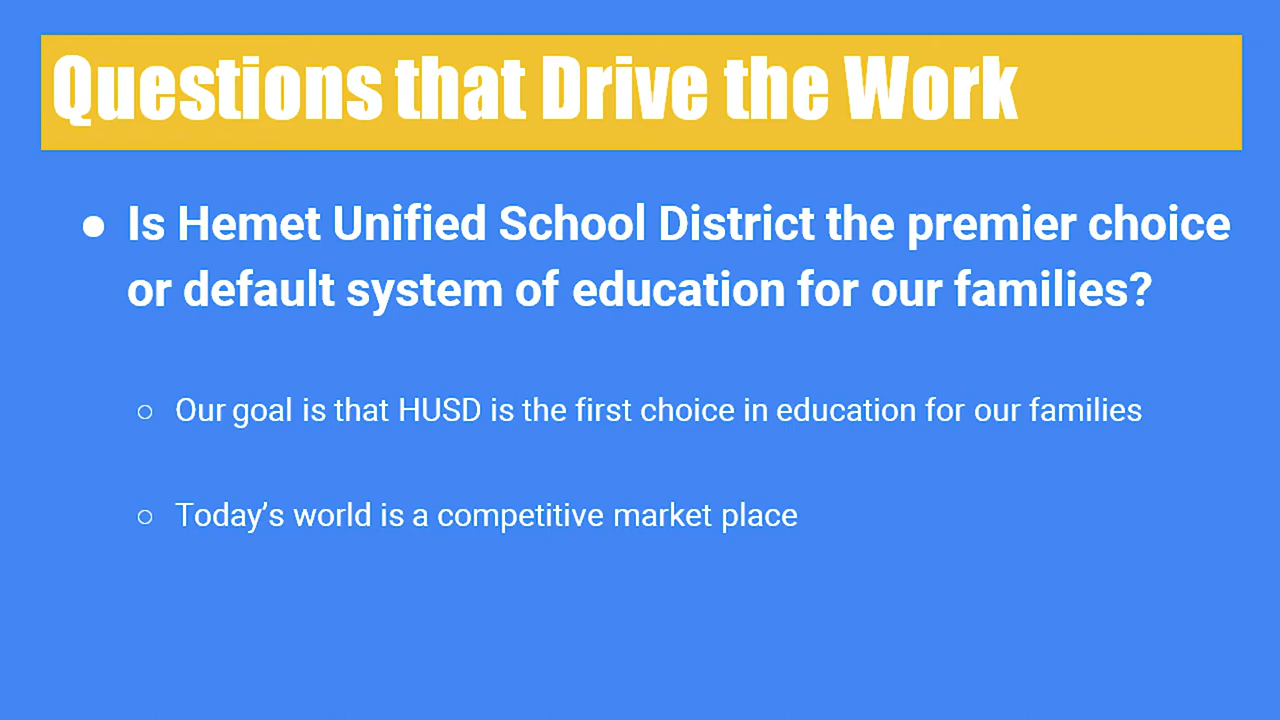 Questions that Drive the Work
● Is Hemet Unified School District the premier choice
or default system of education for our families?
○ Our goal is that HUSD is the first choice in education for our families
○ Today’s world is a competitive market place